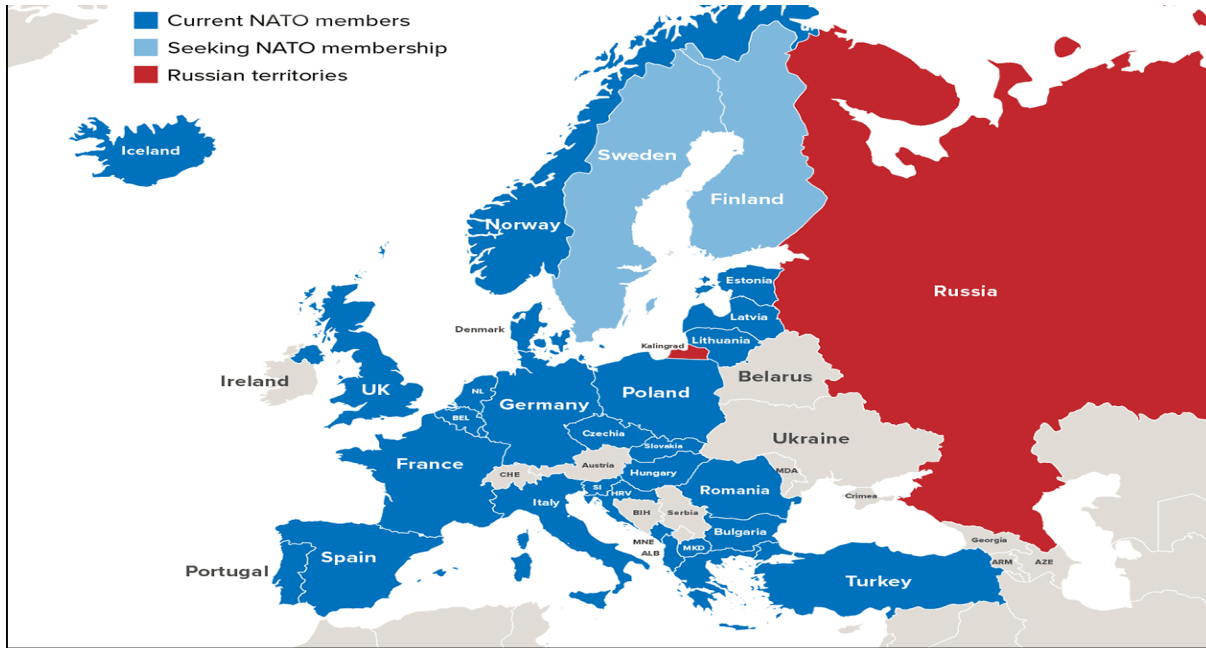 Current NATO members
Seeking NATO membership
Russian territories
Iceland
Sweden
Finland
Norway
Estonia
Russia
Latvia
Denmark
Lithuania
Kalingrad
Ireland
Belarus
UK
NL
Poland
Germany
BEL
Czechia
Ukraine
Slovakia
France
Austria
MDA
CHE
Hungary
SI
Romania
HRV
Crimea
Italy
BIH
Serbia
Bulgaria
Georgia
MNE
MKD
ALB
Spain
ARM
AZE
Portugal
Turkey